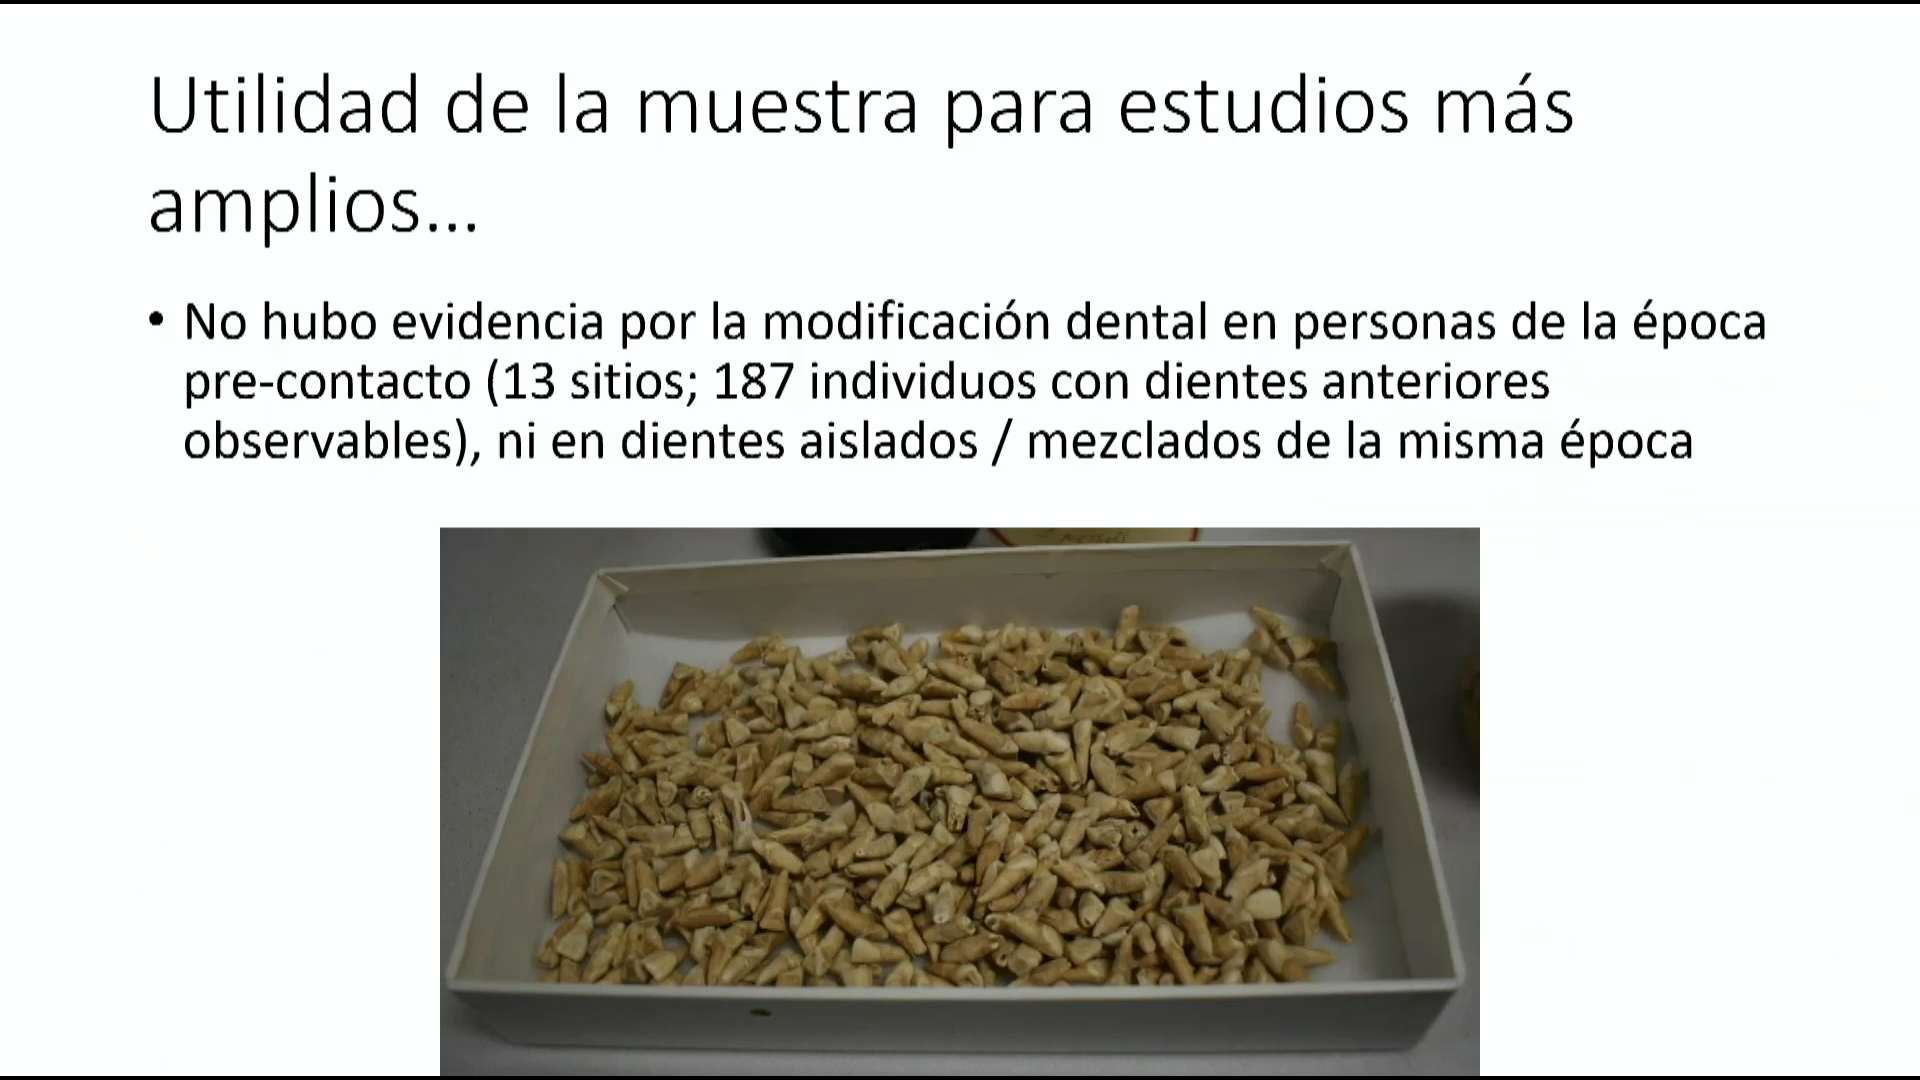 Utilidad de la muestra para estudios más
amplios...
• No hubo evidencia por la modificación dental en personas de la época
pre-contacto (13 sitios; 187 individuos con dientes anteriores
observables), ni en dientes aislados / mezclados de la misma época